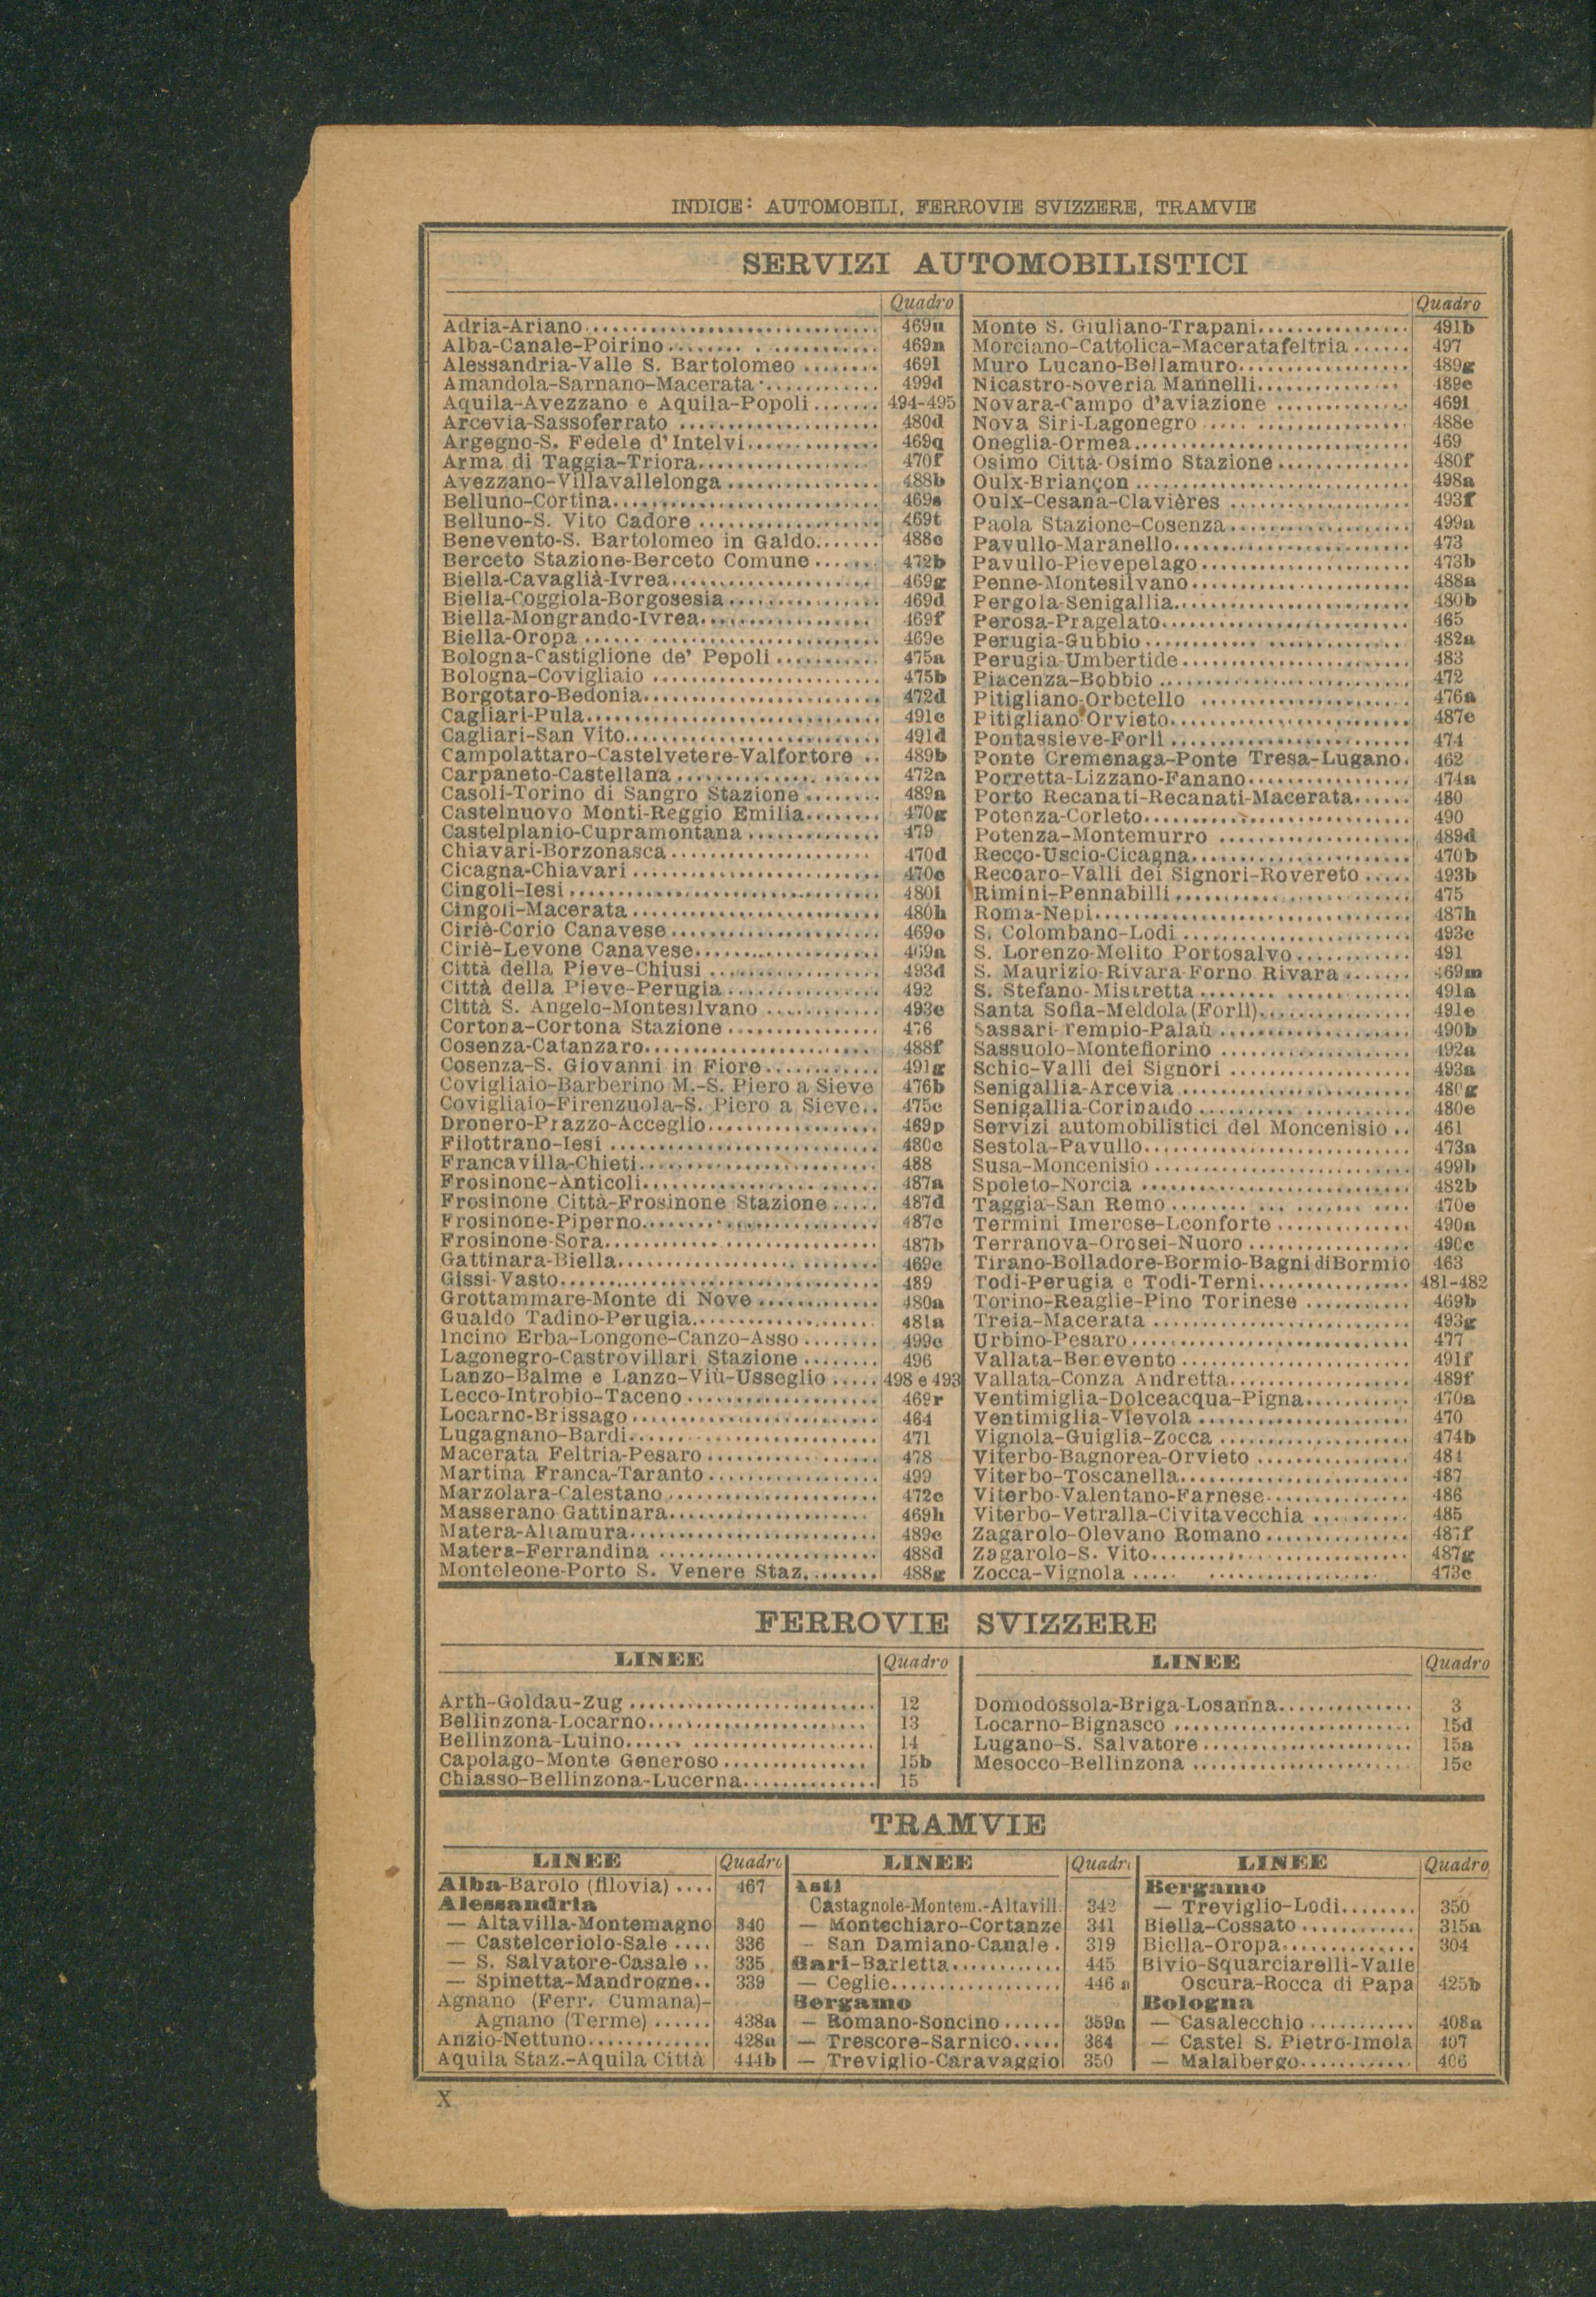 INDICE: AUTOMOBILI, FERROVIE SVIZZERE, TRAMVIE
SERVIZI AUTOMOBILISTICI
Quadro
Adria-Ariano 469u
Alba-Canale-Poirino 469n
Alessandria-Valle S. Bartolomeo 469l
Amandola-Sarnano-Macerata 499d
Aquila-Avezzano e Aquila-Popoli 494-495
Arcevia-Sassoferrato 480d
Argegno-S. Fedele d'Intelvi 469q
Arma di Taggia-Triora 470f
Avezzano-Villavallelonga 488b
Belluno-Cortina 469s
Belluno-S. Vito Cadore 469t
Benevento-S. Bartolomeo in Galdo 488c
Berceto Stazione-Berceto Comune 472b
Biella-Cavaglià-Ivrea 469g
Biella-Coggiola-Borgosesia 469d
Biella-Mongrando-Ivrea 469f
Biella-Oropa 469e
Bologna-Castiglione de' Pepoli 475a
Bologna-Covigliaio 475b
Borgotaro-Bedonia 472d
Cagliari-Pula 491c
Cagliari-San Vito 491d
Campolattaro-Castelvetere-Valfortore 489b
Carpaneto-Castellana 472a
Casoli-Torino di Sangro Stazione 489a
Castelnuovo Monti-Reggio Emilia 470g
Castelplanio-Cupramontana 479
Chiavari-Borzonasca 470d
Cicagna-Chiavari 470c
Cingoli-Iesi 480i
Cingoli-Macerata 480h
Ciriè-Corio Canavese 469o
Ciriè-Levone Canavese 469a
Città della Pieve-Chiusi 493d
Città della Pieve-Perugia 492
Città S. Angelo-Montesilvano 493e
Cortona-Cortona Stazione 476
Cosenza-Catanzaro 488f
Cosenza-S. Giovanni in Fiore 491g
Covigliaio-Barberino M.-S. Piero a Sieve 476b
Covigliaio-Firenzuola-S. Piero a Sieve 475c
Dronero-Prazzo-Acceglio 469p
Filottrano-Iesi 480c
Francavilla-Chieti 488
Frosinone-Anticoli 487a
Frosinone Città-Frosinone Stazione 487d
Frosinone-Piperno 487c
Frosinone-Sora 487b
Gattinara-Biella 469c
Gissi-Vasto 489
Grottammare-Monte di Nove 480a
Gualdo Tadino-Perugia 481a
Incino Erba-Longone-Canzo-Asso 499c
Lagonegro-Castrovillari Stazione 496
Lanzo-Balme e Lanzo-Viù-Usseglio 498 e 493
Lecco-Introbio-Taceno 469r
Locarno-Brissago 464
Lugagnano-Bardi 471
Macerata Feltria-Pesaro 478
Martina Franca-Taranto 499
Marzolara-Calestano 472c
Masserano Gattinara 469h
Matera-Altamura 489c
Matera-Ferrandina 488d
Monteleone-Porto S. Venere Staz. 488g
Quadro
Monte S. Giuliano-Trapani 491b
Morciano-Cattolica-Maceratafeltria 497
Muro Lucano-Bellamuro 489g
Nicastro-Soveria Mannelli 489e
Novara-Campo d'aviazione 469i
Nova Siri-Lagonegro 488e
Oneglia-Ormea 469
Osimo Città-Osimo Stazione 480f
Oulx-Briançon 498a
Oulx-Cesana-Clavières 493f
Paola Stazione-Cosenza 499a
Pavullo-Maranello 473
Pavullo-Pievepelago 473b
Penne-Montesilvano 488a
Pergola-Senigallia 480b
Perosa-Pragelato 465
Perugia-Gubbio 482a
Perugia-Umbertide 483
Piacenza-Bobbio 472
Pitigliano-Orbetello 476a
Pitigliano-Orvieto 487e
Pontassieve-Forlì 474
Ponte Cremenaga-Ponte Tresa-Lugano 462
Porretta-Lizzano-Fanano 474a
Porto Recanati-Recanati-Macerata 480
Potenza-Corleto 490
Potenza-Montemurro 489d
Recco-Uscio-Cicagna 470b
Recoaro-Valli dei Signori-Rovereto 493b
Rimini-Pennabilli 475
Roma-Nepi 487h
S. Colombano-Lodi 493c
S. Lorenzo-Melito Portosalvo 491
S. Maurizio-Rivara-Forno Rivara 469m
S. Stefano-Mistretta 491a
Santa Sofia-Meldola (Forlì) 491e
Sassari-Tempio-Palaù 490b
Sassuolo-Montefiorino 492a
Schio-Valli dei Signori 493a
Senigallia-Arcevia 480g
Senigallia-Corinaldo 480e
Servizi automobilistici del Moncenisio 461
Sestola-Pavullo 473a
Susa-Moncenisio 499b
Spoleto-Norcia 482b
Taggia-San Remo 470e
Termini Imerese-Leonforte 490a
Terranova-Orosei-Nuoro 490c
Tirano-Bolladore-Bormio-Bagni di Bormio 463
Todi-Perugia e Todi-Terni 481-482
Torino-Reaglie-Pino Torinese 469b
Treia-Macerata 493g
Urbino-Pesaro 477
Vallata-Benevento 491f
Vallata-Conza Andretta 489f
Ventimiglia-Dolceacqua-Pigna 470a
Ventimiglia-Vievola 470
Vignola-Guiglia-Zocca 474b
Viterbo-Bagnorea-Orvieto 484
Viterbo-Toscanella 487
Viterbo-Valentano-Farnese 486
Viterbo-Vetralla-Civitavecchia 485
Zagarolo-Olevano Romano 487f
Zagarolo-S. Vito 487g
Zocca-Vignola 473c
FERROVIE SVIZZERE
LINEE Quadro
Arth-Goldau-Zug 12
Bellinzona-Locarno 13
Bellinzona-Luino 14
Capolago-Monte Generoso 15b
Chiasso-Bellinzona-Lucerna 15
LINEE Quadro
Domodossola-Briga-Losanna 3
Locarno-Bignasco 15d
Lugano-S. Salvatore 15a
Mesocco-Bellinzona 15c
TRAMVIE
LINEE Quadro
Alba-Barolo (filovia) 467
Alessandria
— Altavilla-Montemagno 340
— Castelceriolo-Sale 336
— S. Salvatore-Casale 335
— Spinetta-Mandrogne 339
Agnano (Ferr. Cumana)-
Agnano (Terme) 438a
Anzio-Nettuno 428a
Aquila Staz.-Aquila Città 444b
LINEE Quadro
Asti
Castagnole-Montem.-Altavill. 342
— Montechiaro-Cortanze 341
— San Damiano-Canale 319
Bari-Barletta 445
— Ceglie 446 a
Bergamo
— Romano-Soncino 359a
— Trescore-Sarnico 364
— Treviglio-Caravaggio 350
LINEE Quadro
Bergamo
— Treviglio-Lodi 350
Biella-Cossato 315a
Biella-Oropa 304
Bivio-Squarciarelli-Valle
Oscura-Rocca di Papa 425b
Bologna
— Casalecchio 408a
— Castel S. Pietro-Imola 407
— Malalbergo 406
X